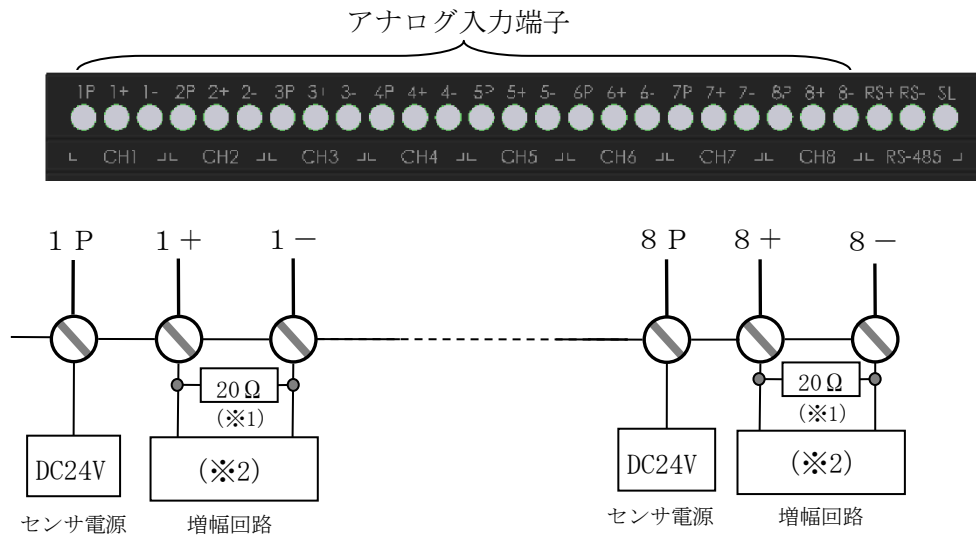 アナログ入力端子
1P 1+ 1- 2P 2+ 2- 3P 3+ 3- 4P 4+ 4- 5P 5+ 5- 6P 6+ 6- 7P 7+ 7- 8P 8+ 8- RS+ RS- SL
CH1 CH2 CH3 CH4 CH5 CH6 CH7 CH8 RS-485
1P 1+ 1- 8P 8+ 8-
20Ω 20Ω
(※1) (※1)
DC24V (※2) DC24V (※2)
センサ電源 増幅回路 センサ電源 増幅回路